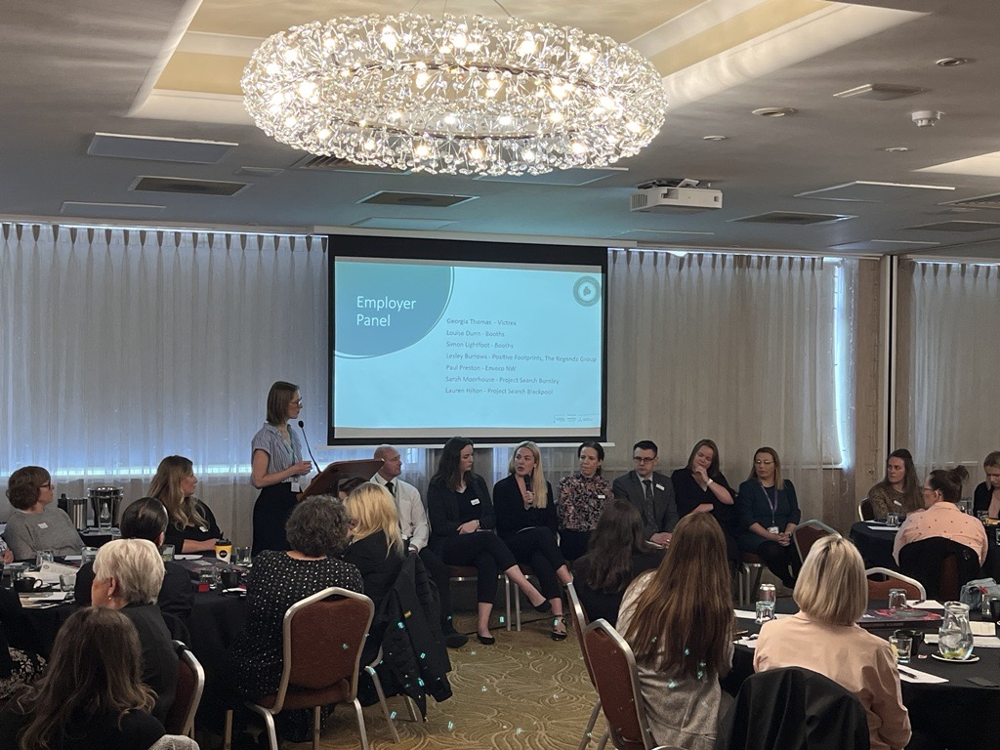 Employer
Panel
Georgia Thomas - Victrex
Louise Dunn - Booths
Simon Lightfoot - Booths
Lesley Burrows - Positive Footprints, The Regenda Group
Paul Preston - Enveco NW
Sarah Moorhouse - Project Search Burnley
Lauren Hilton - Project Search Blackpool